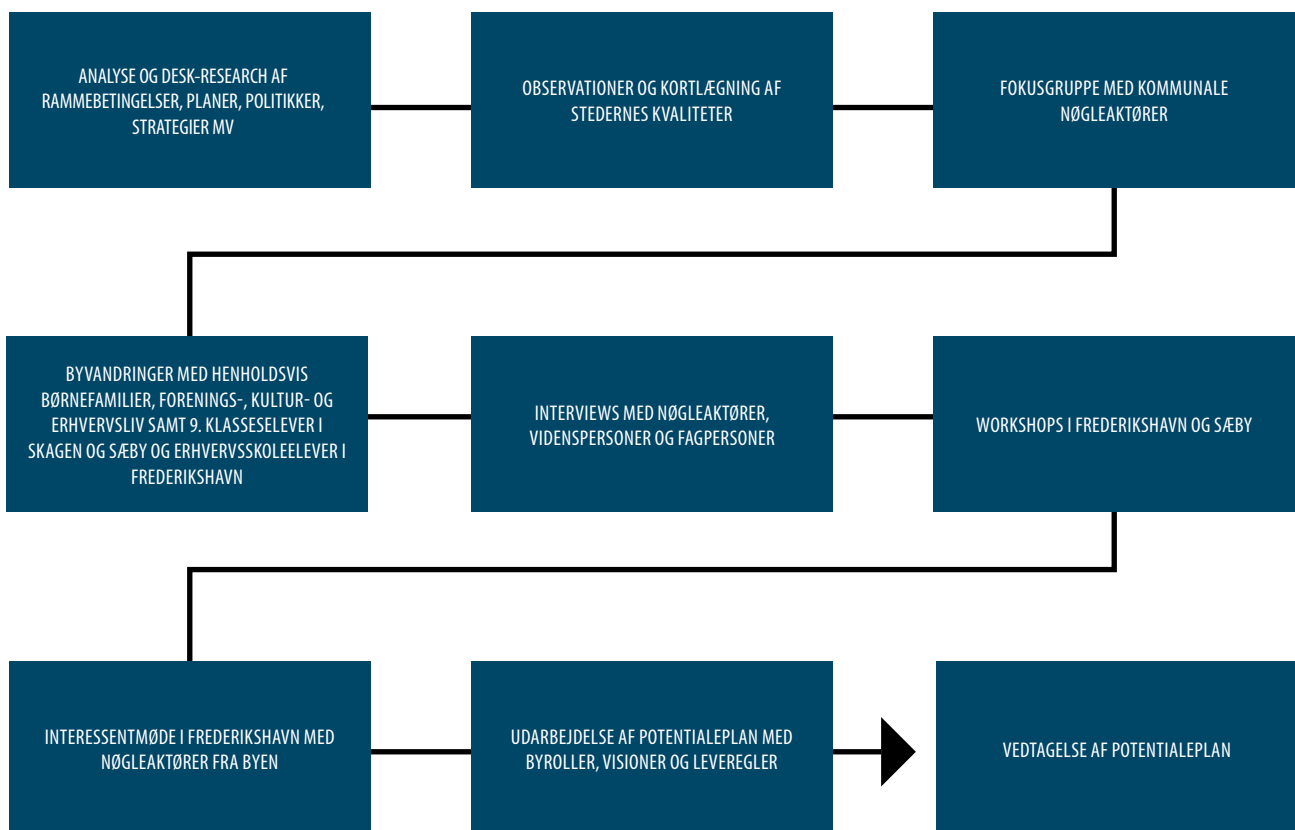 ANALYSE OG DESK-RESEARCH AF
RAMMEBETINGELSER, PLANER, POLITIKKER,
STRATEGIER MV
OBSERVATIONER OG KORTLÆGNING AF
STEDERNES KVALITETER
FOKUSGRUPPE MED KOMMUNALE
NØGLEAKTØRER
BYVANDRINGER MED HENHOLDSVIS
BØRNEFAMILIER, FORENINGS-, KULTUR- OG
ERHVERVSLIV SAMT 9. KLASSESELEVER I
SKAGEN OG SÆBY OG ERHVERVSSKOLEELEVER I
FREDERIKSHAVN
INTERVIEWS MED NØGLEAKTØRER,
VIDENSPERSONER OG FAGPERSONER
WORKSHOPS I FREDERIKSHAVN OG SÆBY
INTERESSENTMØDE I FREDERIKSHAVN MED
NØGLEAKTØRER FRA BYEN
UDARBEJDELSE AF POTENTIALEPLAN MED
BYROLLER, VISIONER OG LEVEREGLER
VEDTAGELSE AF POTENTIALEPLAN